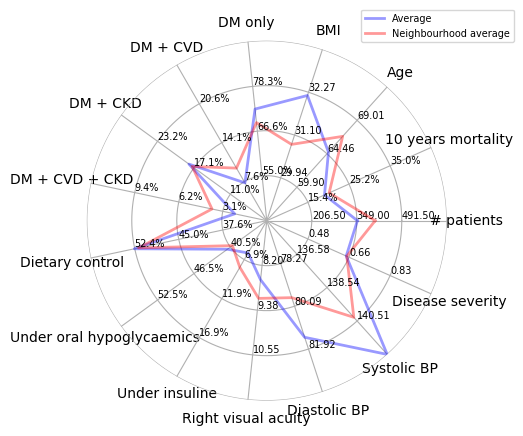 Average
Neighbourhood average
DM only
BMI
DM + CVD
Age
78.3%
32.27
20.6%
DM + CKD
69.01
66.6%
31.10
14.1%
23.2%
10 years mortality
64.46
35.0%
17.1%
55.0%
29.94
7.6%
59.90
25.2%
DM + CVD + CKD
9.4%
11.0%
15.4%
6.2%
3.1%
206.50
349.00
491.50
# patients
37.6%
0.48
45.0%
52.4%
40.5%
136.58
0.66
Dietary control
6.9%
8.20
78.27
46.5%
0.83
138.54
11.9%
52.5%
80.09
Disease severity
9.38
140.51
16.9%
81.92
Under oral hypoglycaemics
10.55
Systolic BP
Under insuline
Diastolic BP
Right visual acuity